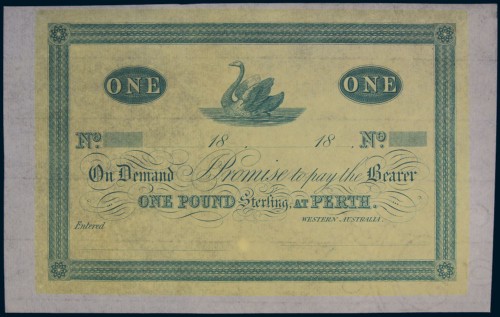 ONE ONE
No. 18 . 18 . No.
On Demand I Promise to pay the Bearer
ONE POUND Sterling, AT PERTH.
Entered WESTERN AUSTRALIA.